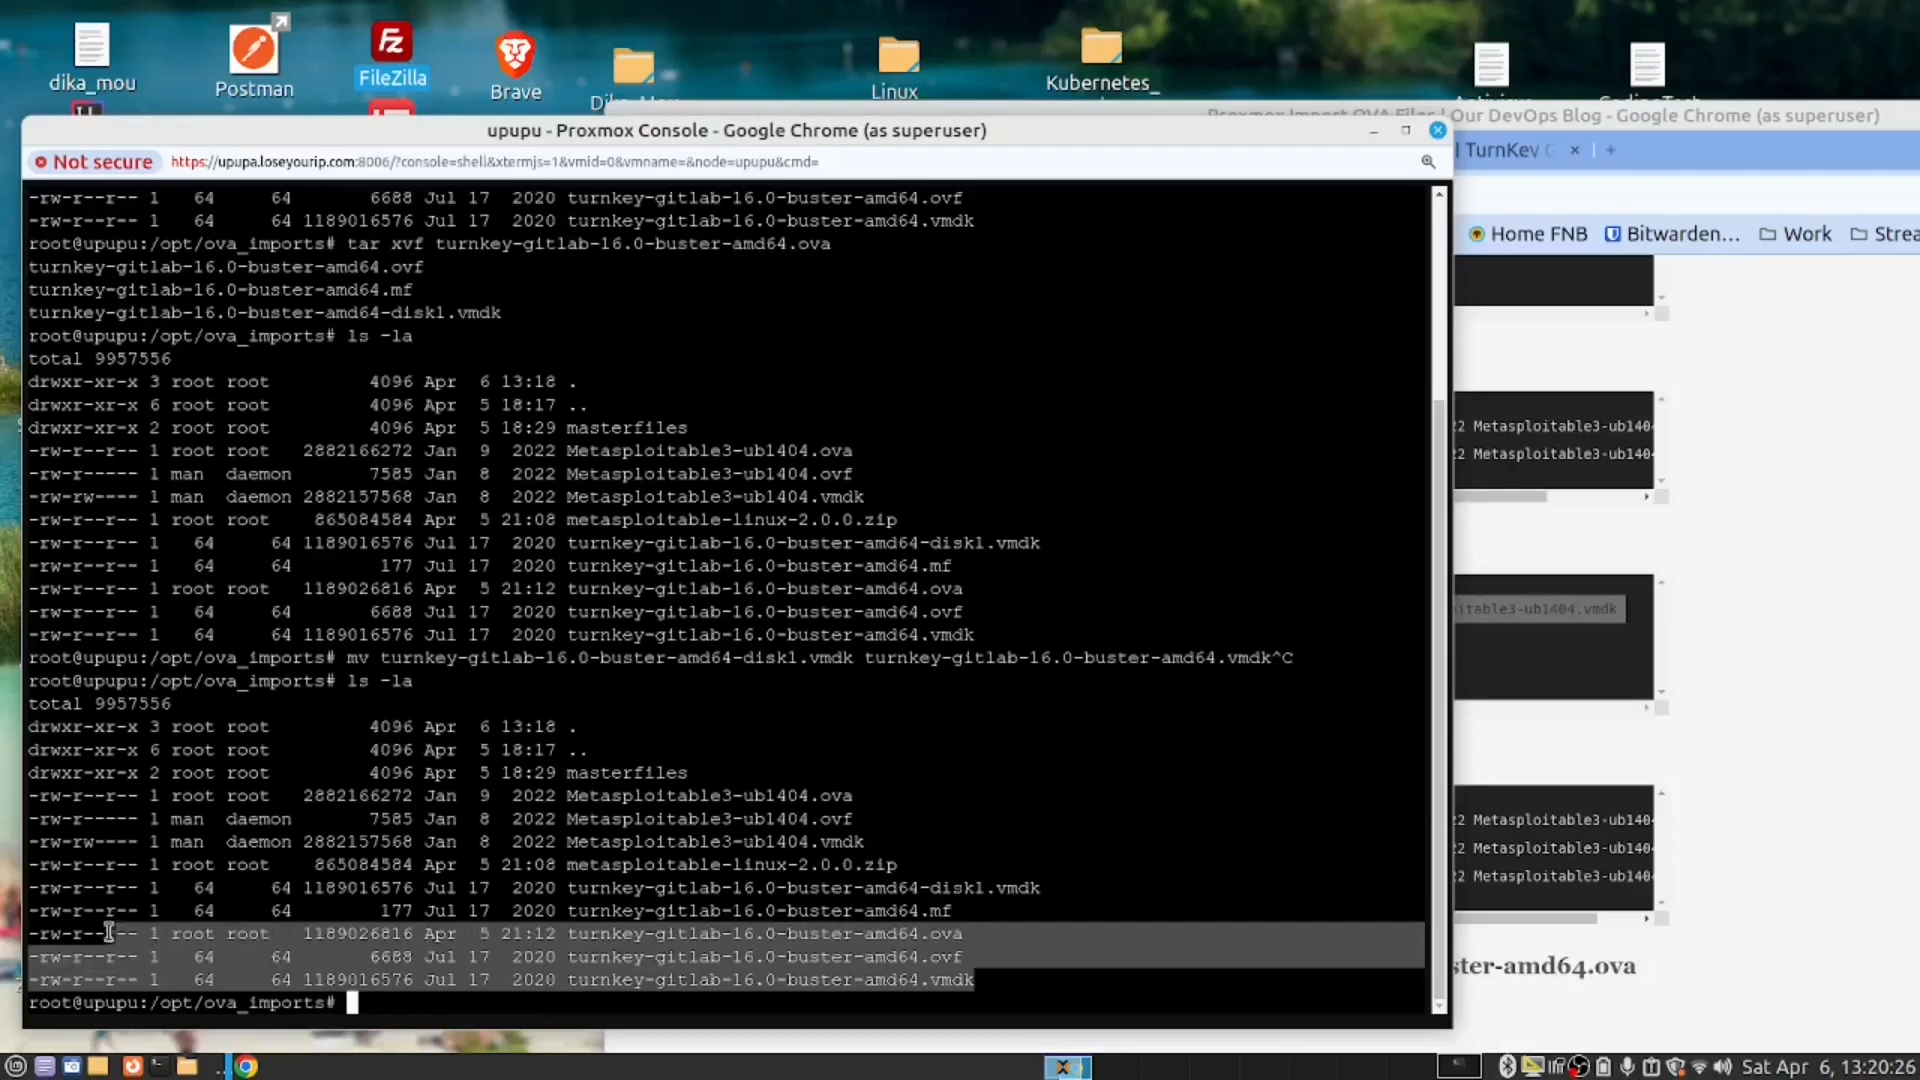 dika_mou
Postman
FileZilla
Brave
Linux
Kubernetes_
Proxmox Import OVA Files | Our DevOps Blog - Google Chrome (as superuser)
upupu - Proxmox Console - Google Chrome (as superuser)
Not secure https://upupa.loseyourip.com:8006/?console=shell&xtermjs=1&vmid=0&vmname=&node=upupu&cmd=
| TurnKey
Home FNB Bitwarden... Work Strea
-rw-r--r-- 1 64 64 6688 Jul 17 2020 turnkey-gitlab-16.0-buster-amd64.ovf
-rw-r--r-- 1 64 64 1189016576 Jul 17 2020 turnkey-gitlab-16.0-buster-amd64.vmdk
root@upupu:/opt/ova_imports# tar xvf turnkey-gitlab-16.0-buster-amd64.ova
turnkey-gitlab-16.0-buster-amd64.ovf
turnkey-gitlab-16.0-buster-amd64.mf
turnkey-gitlab-16.0-buster-amd64-disk1.vmdk
root@upupu:/opt/ova_imports# ls -la
total 9957556
drwxr-xr-x 3 root root 4096 Apr 6 13:18 .
drwxr-xr-x 6 root root 4096 Apr 5 18:17 ..
drwxr-xr-x 2 root root 4096 Apr 5 18:29 masterfiles
-rw-r--r-- 1 root root 2882166272 Jan 9 2022 Metasploitable3-ub1404.ova
-rw-r----- 1 man daemon 7585 Jan 8 2022 Metasploitable3-ub1404.ovf
-rw-rw---- 1 man daemon 2882157568 Jan 8 2022 Metasploitable3-ub1404.vmdk
-rw-r--r-- 1 root root 865084584 Apr 5 21:08 metasploitable-linux-2.0.0.zip
-rw-r--r-- 1 64 64 1189016576 Jul 17 2020 turnkey-gitlab-16.0-buster-amd64-disk1.vmdk
-rw-r--r-- 1 64 64 177 Jul 17 2020 turnkey-gitlab-16.0-buster-amd64.mf
-rw-r--r-- 1 root root 1189026816 Apr 5 21:12 turnkey-gitlab-16.0-buster-amd64.ova
-rw-r--r-- 1 64 64 6688 Jul 17 2020 turnkey-gitlab-16.0-buster-amd64.ovf
-rw-r--r-- 1 64 64 1189016576 Jul 17 2020 turnkey-gitlab-16.0-buster-amd64.vmdk
root@upupu:/opt/ova_imports# mv turnkey-gitlab-16.0-buster-amd64-disk1.vmdk turnkey-gitlab-16.0-buster-amd64.vmdk^C
root@upupu:/opt/ova_imports# ls -la
total 9957556
drwxr-xr-x 3 root root 4096 Apr 6 13:18 .
drwxr-xr-x 6 root root 4096 Apr 5 18:17 ..
drwxr-xr-x 2 root root 4096 Apr 5 18:29 masterfiles
-rw-r--r-- 1 root root 2882166272 Jan 9 2022 Metasploitable3-ub1404.ova
-rw-r----- 1 man daemon 7585 Jan 8 2022 Metasploitable3-ub1404.ovf
-rw-rw---- 1 man daemon 2882157568 Jan 8 2022 Metasploitable3-ub1404.vmdk
-rw-r--r-- 1 root root 865084584 Apr 5 21:08 metasploitable-linux-2.0.0.zip
-rw-r--r-- 1 64 64 1189016576 Jul 17 2020 turnkey-gitlab-16.0-buster-amd64-disk1.vmdk
-rw-r--r-- 1 64 64 177 Jul 17 2020 turnkey-gitlab-16.0-buster-amd64.mf
-rw-r--r-- 1 root root 1189026816 Apr 5 21:12 turnkey-gitlab-16.0-buster-amd64.ova
-rw-r--r-- 1 64 64 6688 Jul 17 2020 turnkey-gitlab-16.0-buster-amd64.ovf
-rw-r--r-- 1 64 64 1189016576 Jul 17 2020 turnkey-gitlab-16.0-buster-amd64.vmdk
root@upupu:/opt/ova_imports#
22 Metasploitable3-ub140
22 Metasploitable3-ub140
itable3-ub1404.vmdk
22 Metasploitable3-ub140
22 Metasploitable3-ub140
22 Metasploitable3-ub140
ster-amd64.ova
Sat Apr 6, 13:20:26